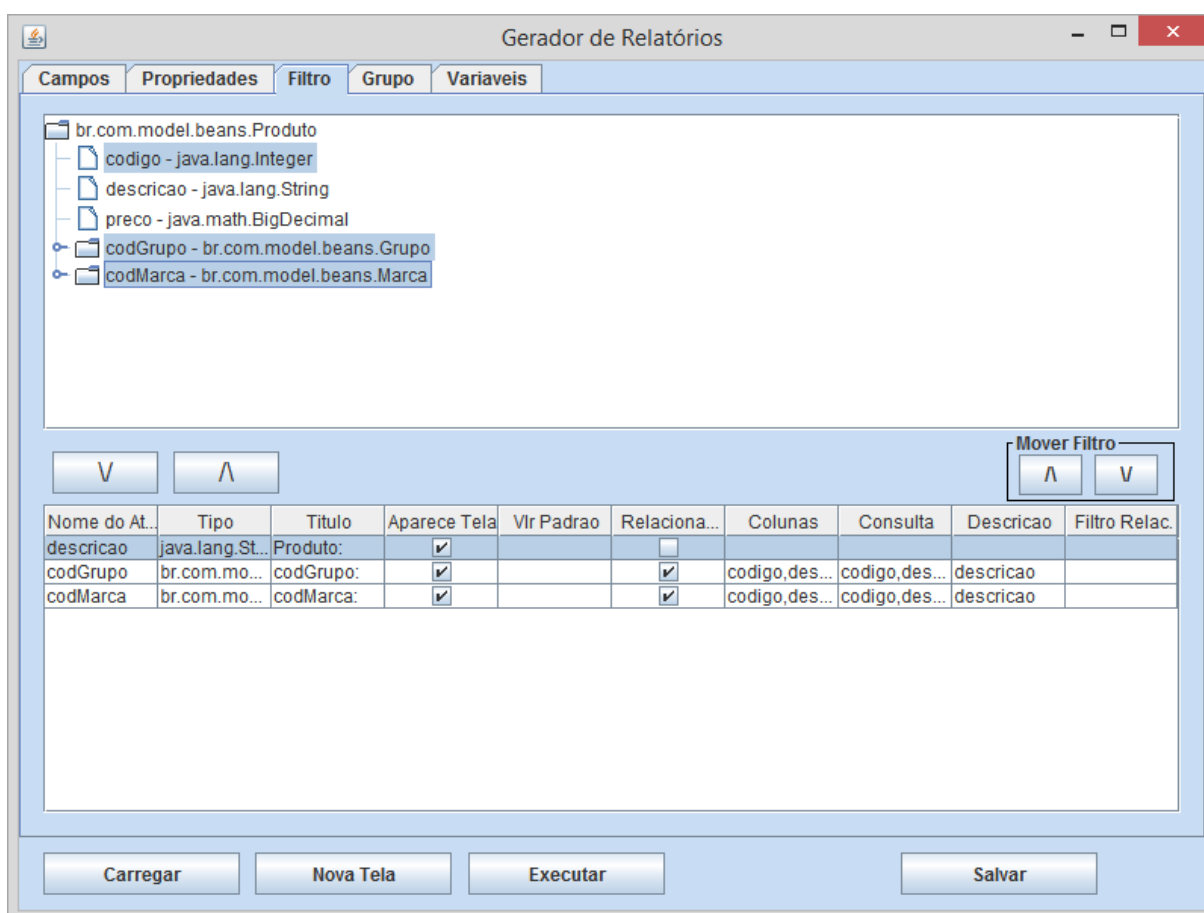 Gerador de Relatórios
Campos Propriedades Filtro Grupo Variaveis
br.com.model.beans.Produto
codigo - java.lang.Integer
descricao - java.lang.String
preco - java.math.BigDecimal
codGrupo - br.com.model.beans.Grupo
codMarca - br.com.model.beans.Marca
Mover Filtro
\/ /\ /\ \/
Nome do At... Tipo Titulo Aparece Tela Vlr Padrao Relaciona... Colunas Consulta Descricao Filtro Relac.
descricao java.lang.St... Produto:
codGrupo br.com.mo... codGrupo: codigo,des... codigo,des... descricao
codMarca br.com.mo... codMarca: codigo,des... codigo,des... descricao
Carregar Nova Tela Executar Salvar